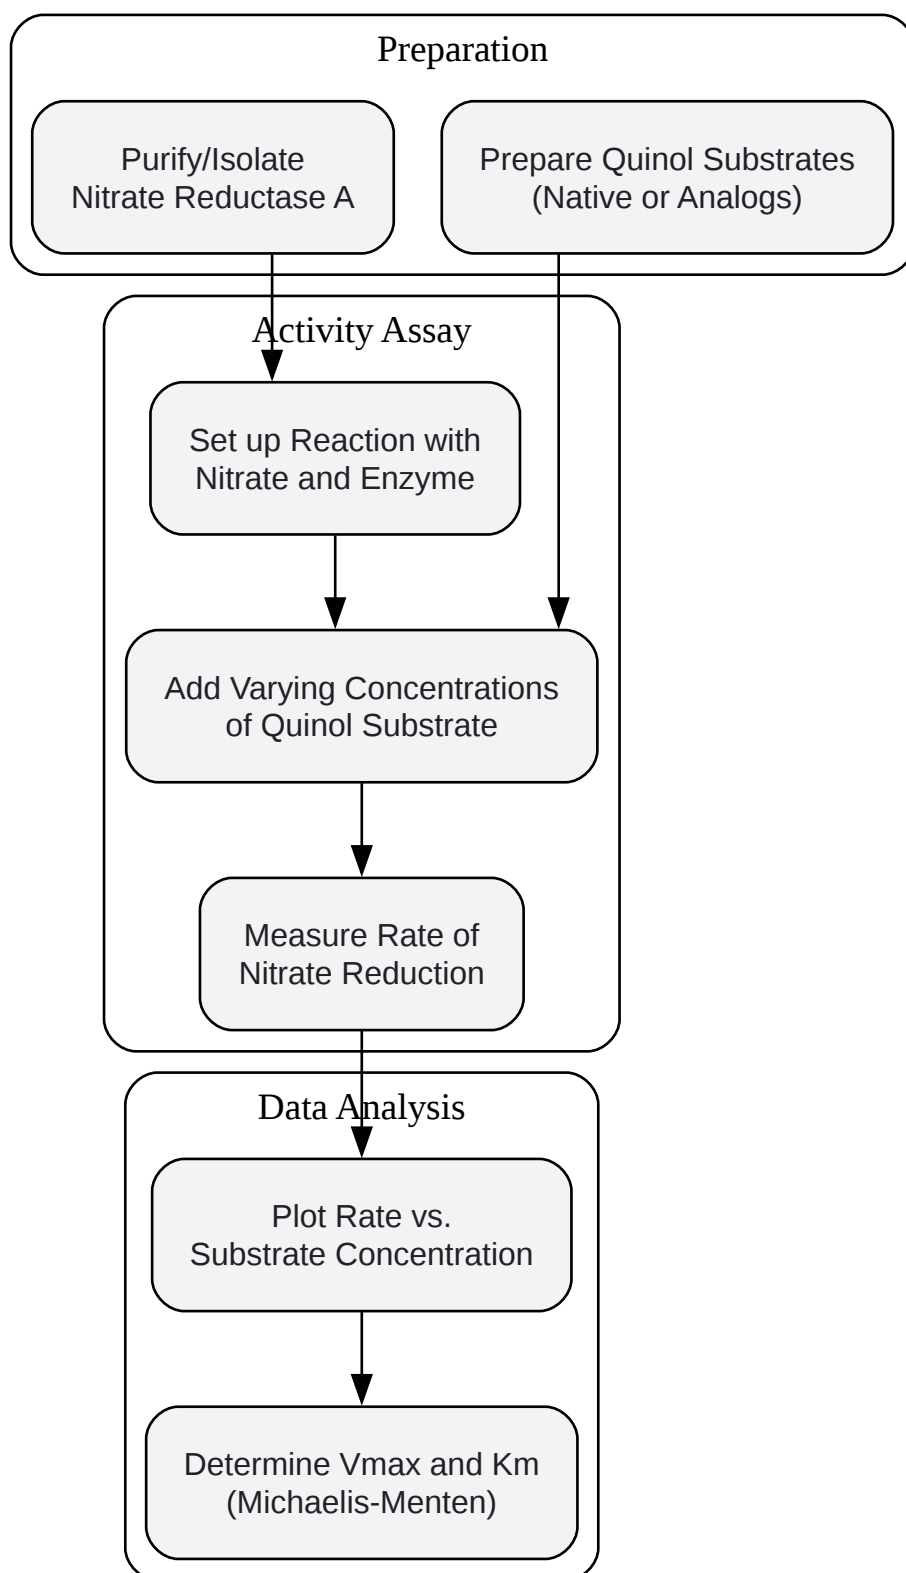 Preparation
Purify/Isolate
Nitrate Reductase A
Prepare Quinol Substrates
(Native or Analogs)
Activity Assay
Set up Reaction with
Nitrate and Enzyme
Add Varying Concentrations
of Quinol Substrate
Measure Rate of
Nitrate Reduction
Data Analysis
Plot Rate vs.
Substrate Concentration
Determine Vmax and Km
(Michaelis-Menten)